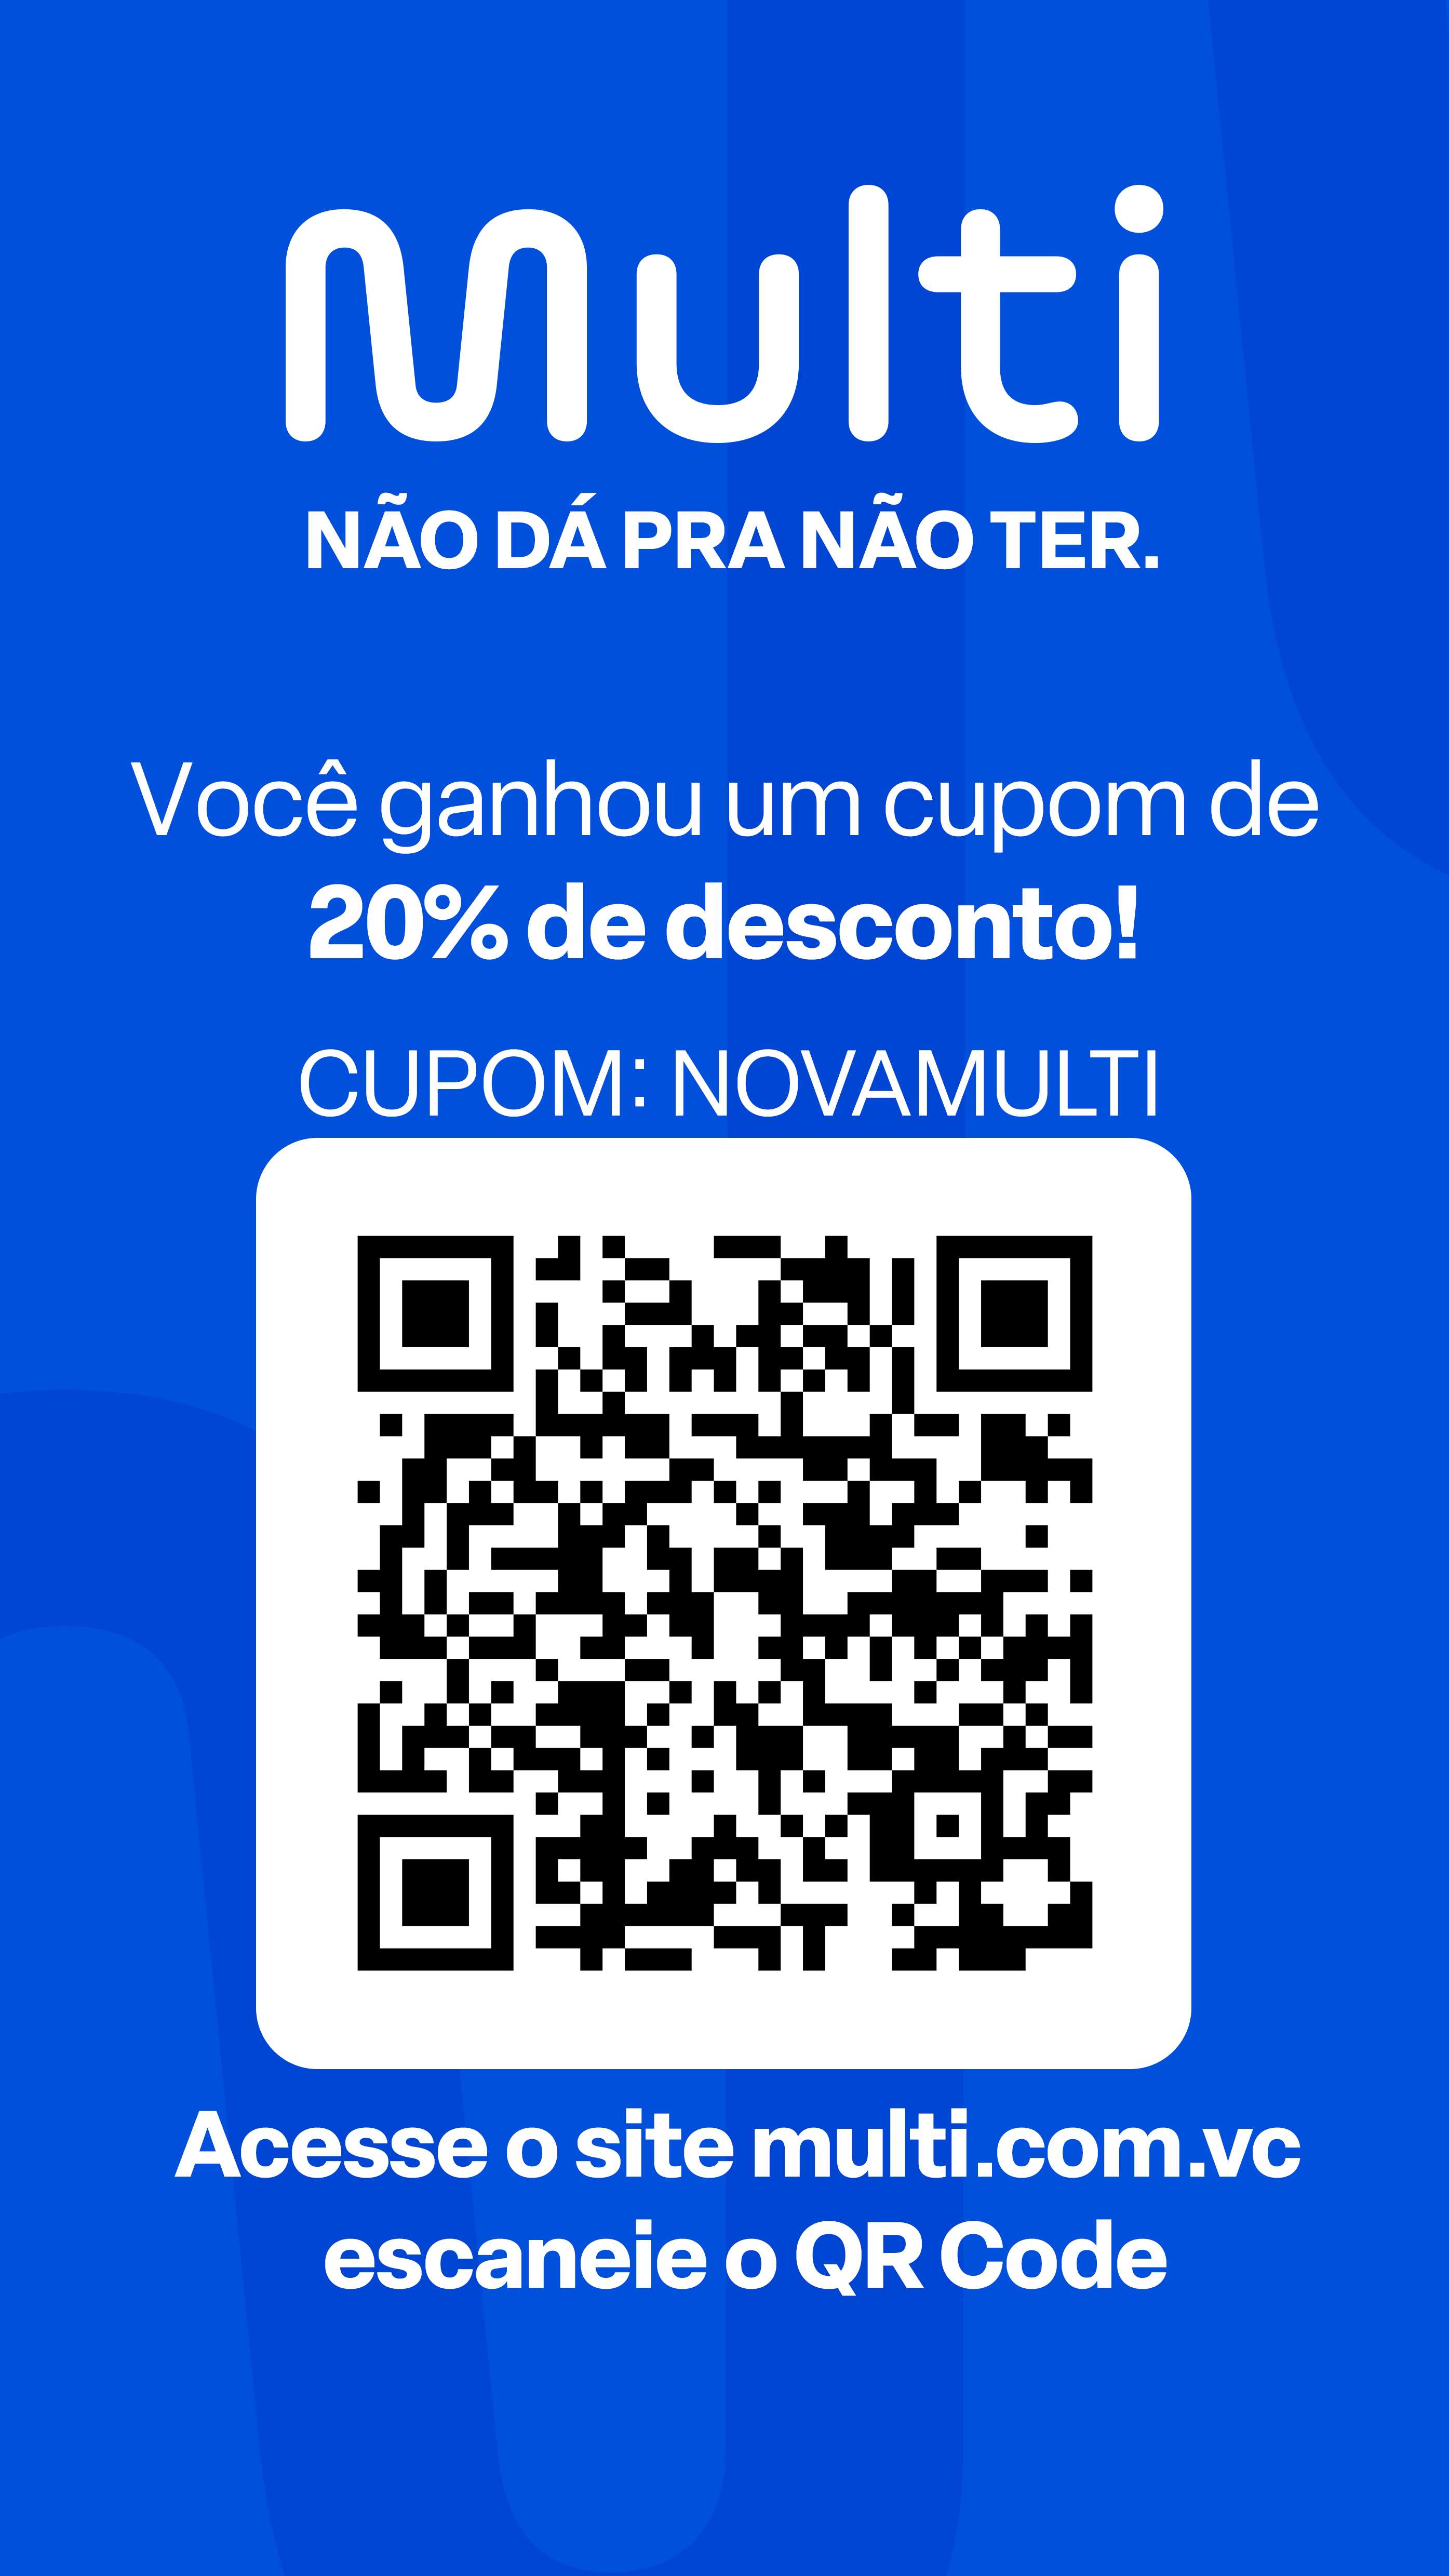 Multi
NÃO DÁ PRA NÃO TER.
Você ganhou um cupom de
20% de desconto!
CUPOM: NOVAMULTI
Acesse o site multi.com.vc
escaneie o QR Code